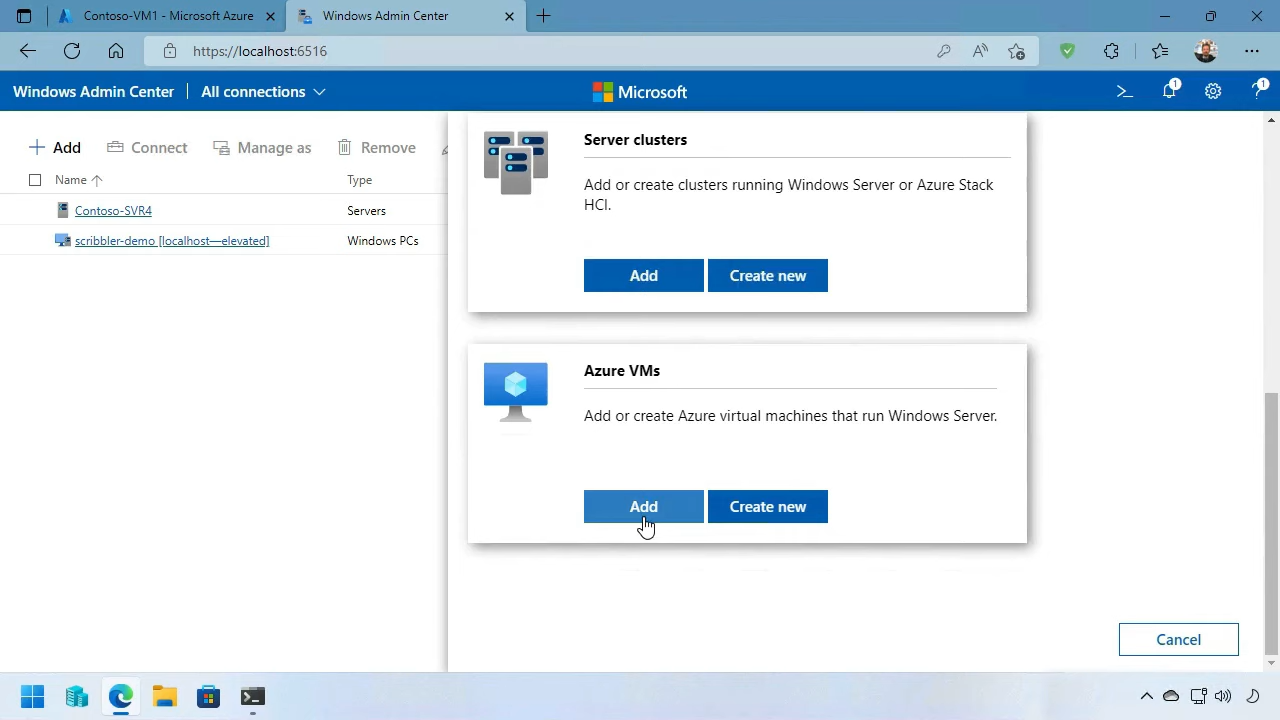 Contoso-VM1 - Microsoft Azure
Windows Admin Center
https://localhost:6516
Windows Admin Center
All connections
Microsoft
1
1
Add
Connect
Manage as
Remove
Name
Type
Contoso-SVR4
Servers
scribbler-demo [localhost—elevated]
Windows PCs
Server clusters
Add or create clusters running Windows Server or Azure Stack
HCI.
Add
Create new
Azure VMs
Add or create Azure virtual machines that run Windows Server.
Add
Create new
Cancel